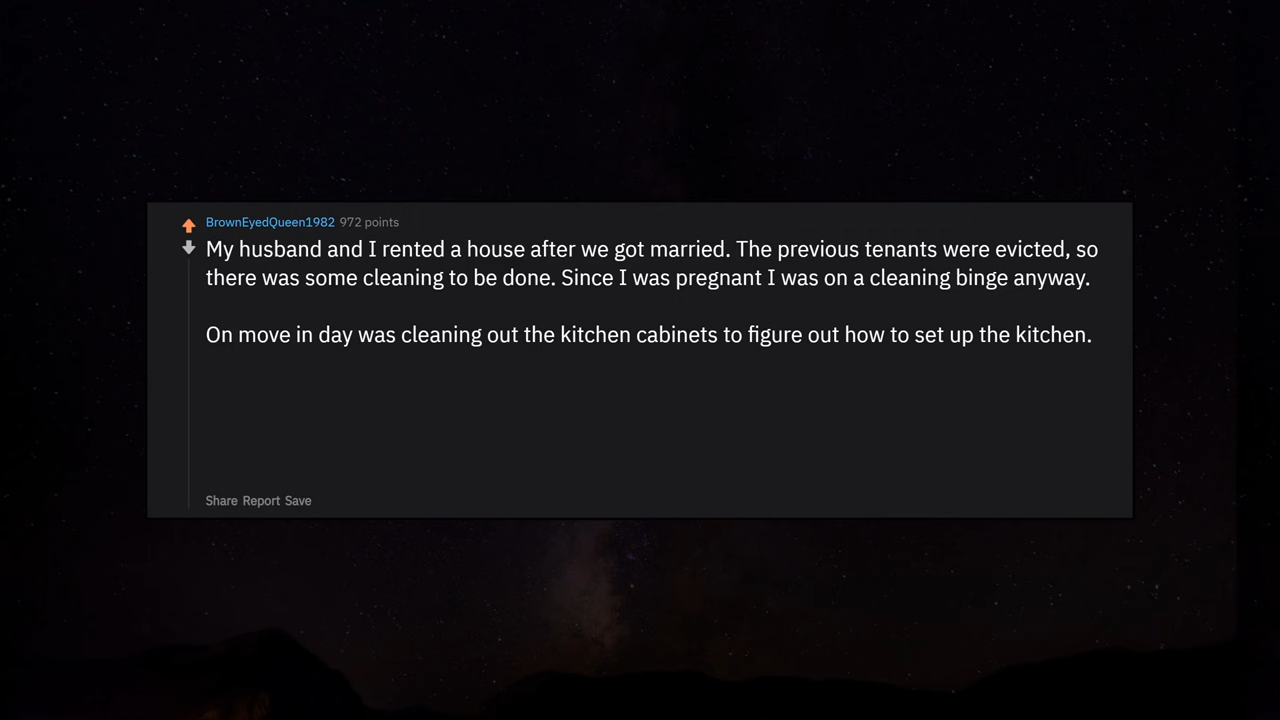 BrownEyedQueen1982 972 points
My husband and I rented a house after we got married. The previous tenants were evicted, so
there was some cleaning to be done. Since I was pregnant I was on a cleaning binge anyway.
On move in day was cleaning out the kitchen cabinets to figure out how to set up the kitchen.
Share Report Save